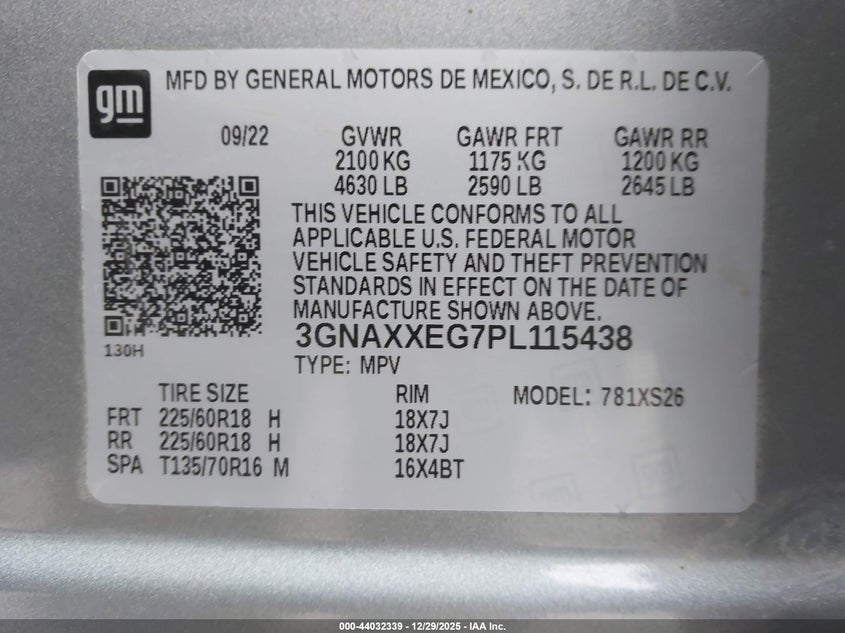 gm
MFD BY GENERAL MOTORS DE MEXICO, S. DE R.L. DE C.V.
09/22 GVWR GAWR FRT GAWR RR
2100 KG 1175 KG 1200 KG
4630 LB 2590 LB 2645 LB
THIS VEHICLE CONFORMS TO ALL
APPLICABLE U.S. FEDERAL MOTOR
VEHICLE SAFETY AND THEFT PREVENTION
STANDARDS IN EFFECT ON THE DATE OF
MANUFACTURE SHOWN ABOVE.
3GNAXXEG7PL115438
130H
TYPE: MPV
TIRE SIZE RIM MODEL: 781XS26
FRT 225/60R18 H 18X7J
RR 225/60R18 H 18X7J
SPA T135/70R16 M 16X4BT
000-44032339 - 12/29/2025 - IAA Inc.